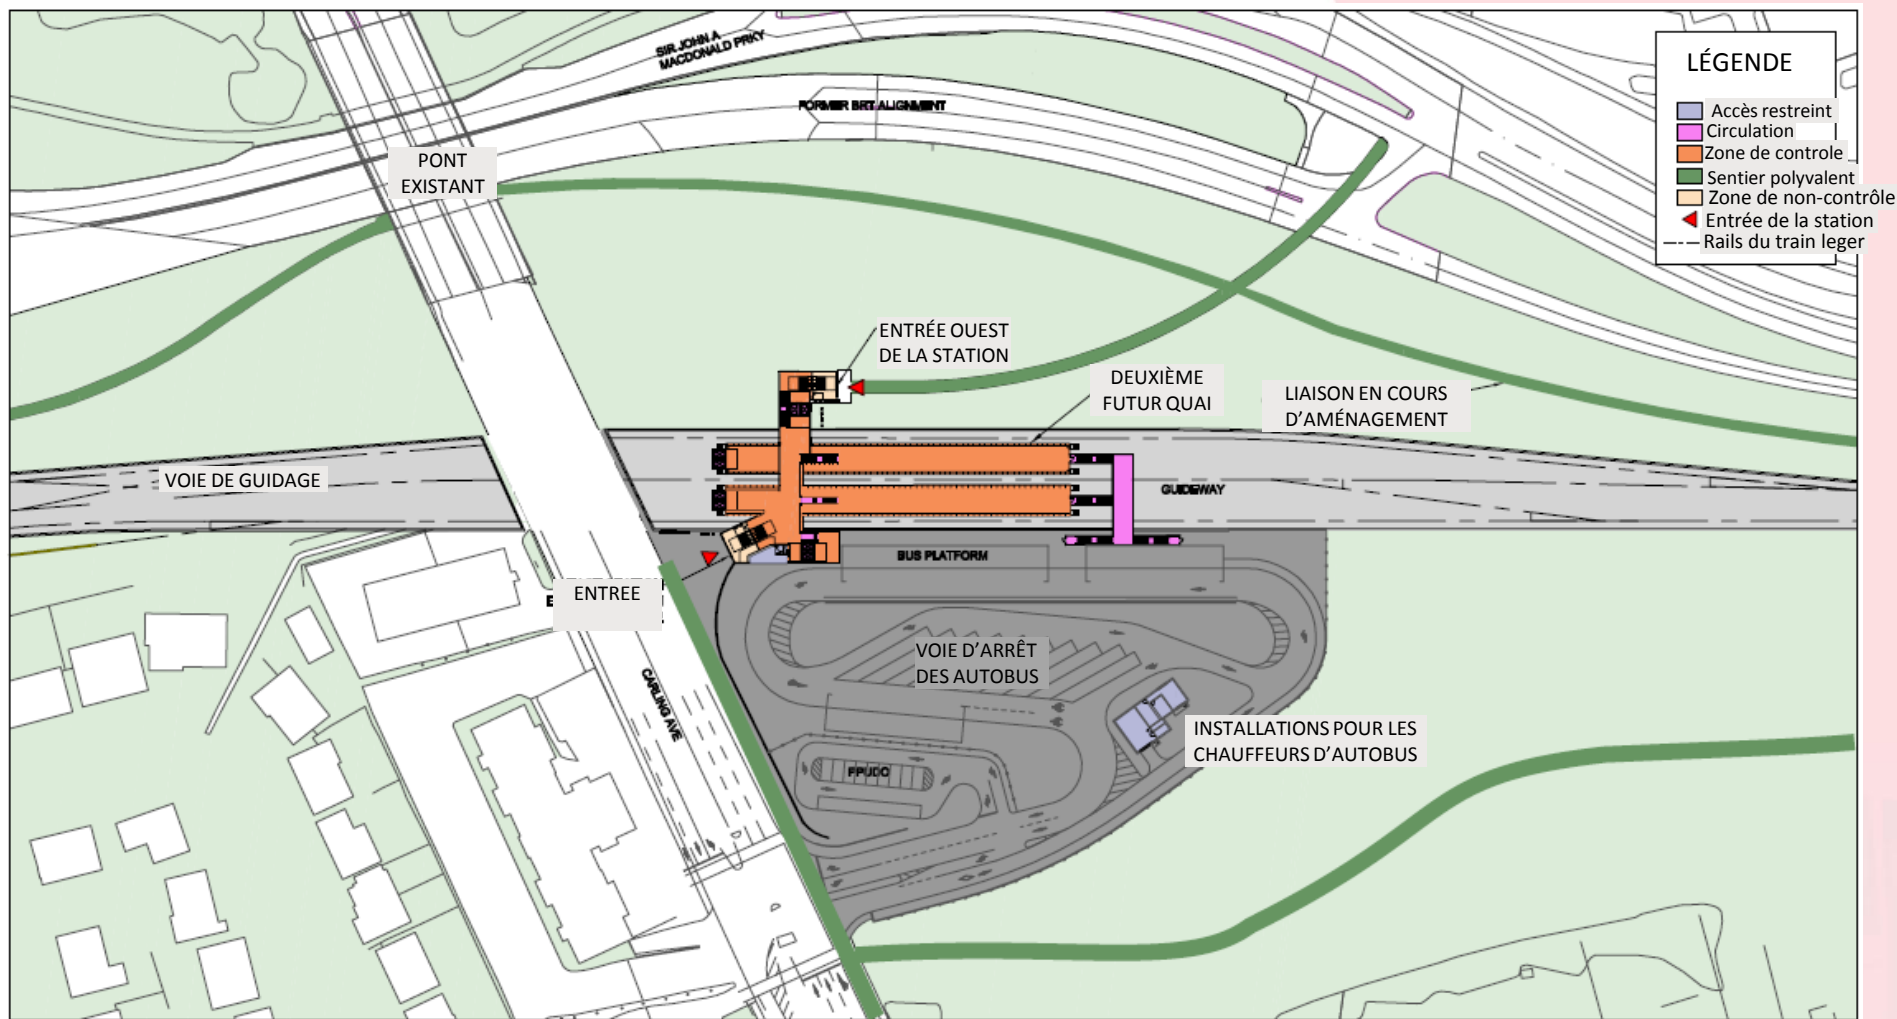 SIR JOHN A
MACDONALD PRKY
FORMER BRT ALIGNMENT
LÉGENDE
Accès restreint
Circulation
Zone de controle
Sentier polyvalent
Zone de non-contrôle
Entrée de la station
Rails du train leger
PONT
EXISTANT
ENTRÉE OUEST
DE LA STATION
DEUXIÈME
FUTUR QUAI
LIAISON EN COURS
D'AMÉNAGEMENT
VOIE DE GUIDAGE
GUIDEWAY
BUS PLATFORM
ENTREE
VOIE D'ARRÊT
DES AUTOBUS
CARLING AVE
INSTALLATIONS POUR LES
CHAUFFEURS D'AUTOBUS
PPUDO